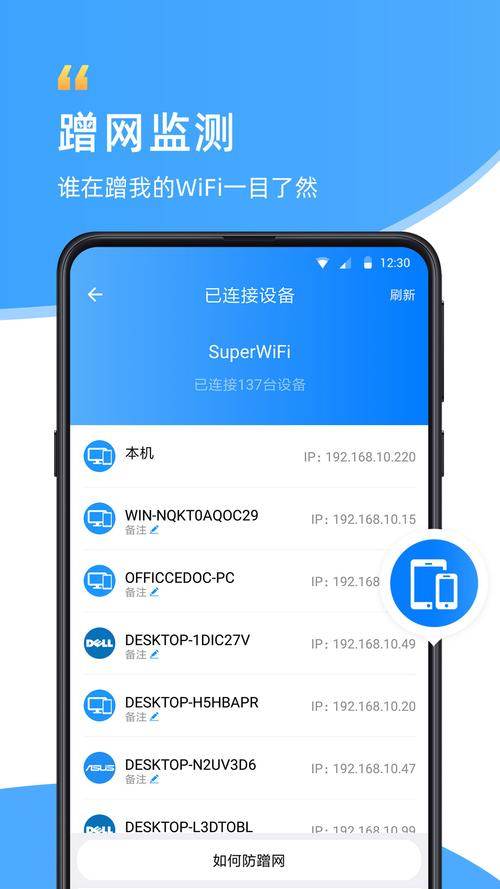 蹭网监测
谁在蹭我的WiFi一目了然
12:30
已连接设备
刷新
SuperWiFi
已连接137台设备
本机
IP: 192.168.10.220
WIN-NQKT0AQOC29
备注
IP: 192.168.10.15
OFFICCEDOC-PC
备注
IP: 192.168
DELL
DESKTOP-1DIC27V
备注
IP: 192.168.10.49
DESKTOP-H5HBAPR
备注
IP: 192.168.10.20
ASUS
DESKTOP-N2UV3D6
备注
IP: 192.168.10.47
DELL
DESKTOP-L3DTOBL
IP: 192.168.10.99
如何防蹭网